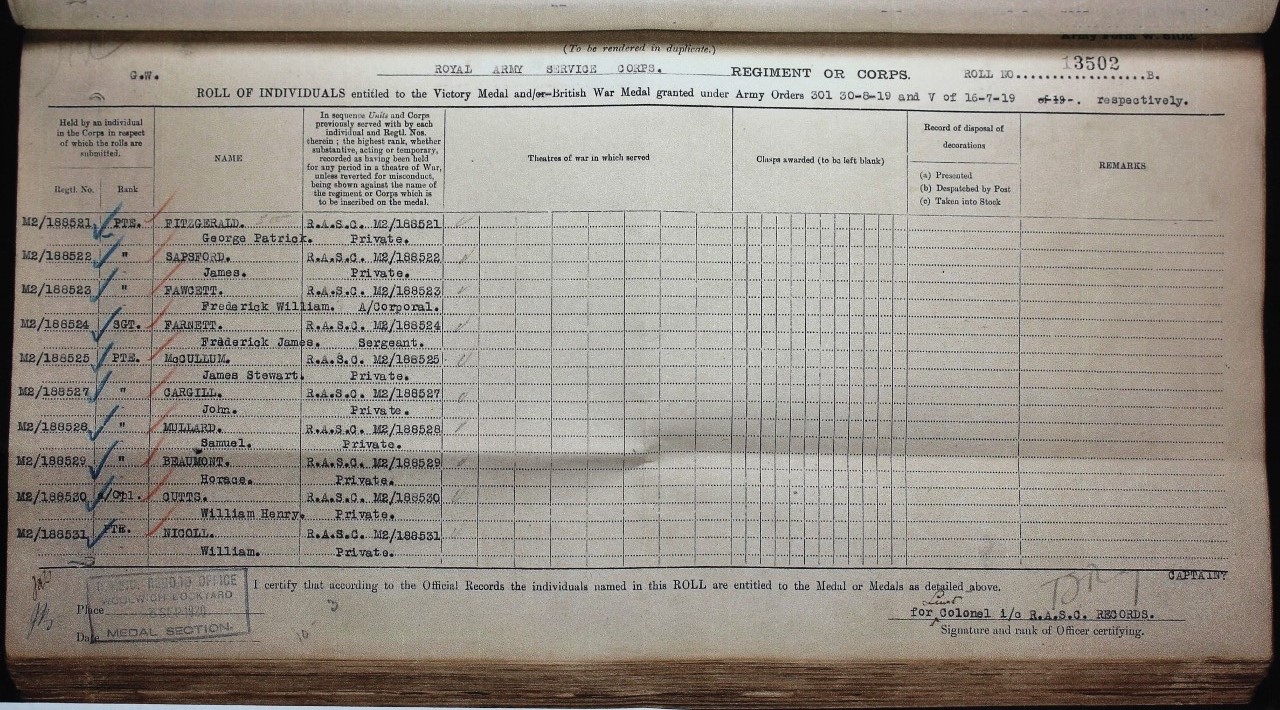 (To be rendered in duplicate.)
G.W. ROYAL ARMY SERVICE CORPS. REGIMENT OR CORPS. ROLL NO. 13502 B.
ROLL OF INDIVIDUALS entitled to the Victory Medal and/or British War Medal granted under Army Orders 301 30-8-19 and V of 16-7-19 of 19-. respectively.
Held by an individual in the Corps in respect of which the rolls are submitted.
Regtl. No. Rank
NAME
In sequence Units and Corps previously served with by each individual and Regtl. Nos. therein ; the highest rank, whether substantive, acting or temporary, recorded as having been held for any period in a theatre of War, unless reverted for misconduct, being shown against the name of the regiment or Corps which is to be inscribed on the medal.
Theatres of war in which served
Clasps awarded (to be left blank)
Record of disposal of decorations
(a) Presented
(b) Despatched by Post
(c) Taken into Stock
REMARKS
M2/188521 PTE. FITZGERALD. R.A.S.C. M2/188521
George Patrick. Private.
M2/188522 " SAPSFORD. R.A.S.C. M2/188522
James. Private.
M2/188523 " FAWCETT. R.A.S.C. M2/188523
Frederick William. A/Corporal.
M2/188524 SGT. FARNETT. R.A.S.C. M2/188524
Fraderick James. Sergeant.
M2/188525 PTE. McCULLUM. R.A.S.C. M2/188525
James Stewart. Private.
M2/188527 " CARGILL. R.A.S.C. M2/188527
John. Private.
M2/188528 " MULLARD. R.A.S.C. M2/188528
Samuel. Private.
M2/188529 " BEAUMONT. R.A.S.C. M2/188529
Horace. Private.
M2/188530 A/Cpl. CUTTS. R.A.S.C. M2/188530
William Henry. Private.
M2/188531 PTE. NICOLL. R.A.S.C. M2/188531
William. Private.
CAPTAIN
I certify that according to the Official Records the individuals named in this ROLL are entitled to the Medal or Medals as detailed above.
OFFICE
WOOLWICH DOCKYARD
MEDAL SECTION.
Place
Date
for Lieut Colonel i/c R.A.S.C. RECORDS.
Signature and rank of Officer certifying.